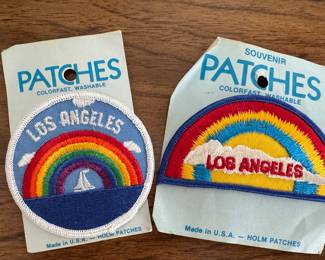 PATCHES
COLORFAST, WASHABLE
LOS ANGELES
Made in U.S.A. — HOLM PATCHES
SOUVENIR
PATCHES
COLORFAST, WASHABLE
LOS ANGELES
Made in U.S.A. — HOLM PATCHES